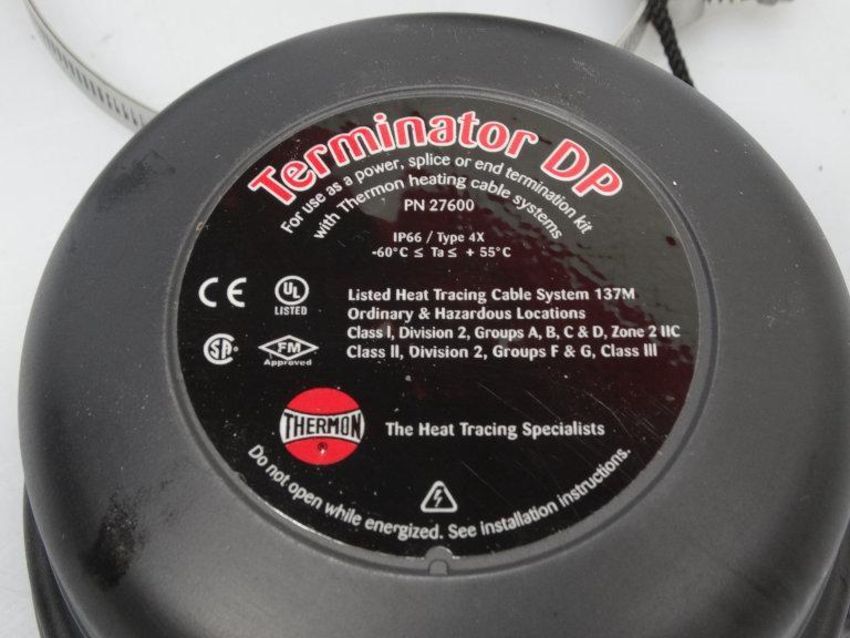 Terminator DP
For use as a power, splice or end termination kit
with Thermon heating cable systems
PN 27600
IP66 / Type 4X
-60°C ≤ Ta ≤ + 55°C
CE
UL
LISTED
Listed Heat Tracing Cable System 137M
Ordinary & Hazardous Locations
Class I, Division 2, Groups A, B, C & D, Zone 2 IIC
Class II, Division 2, Groups F & G, Class III
SA
FM
Approved
THERMON
®
The Heat Tracing Specialists
Do not open while energized. See installation instructions.